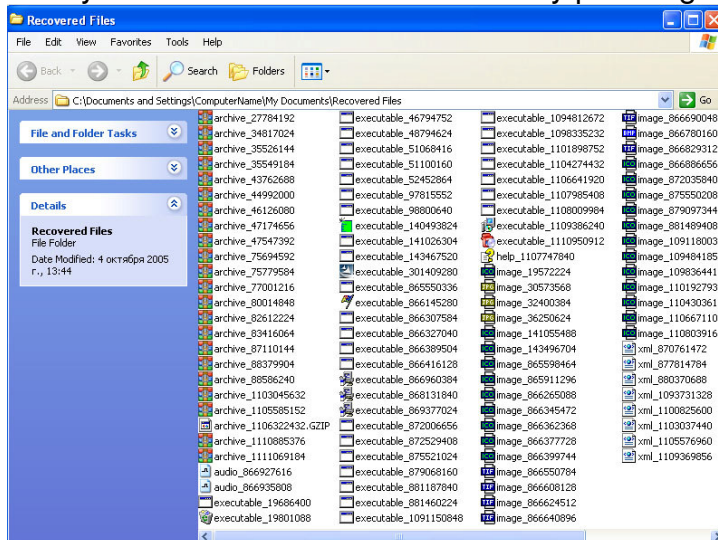 Recovered Files
File Edit View Favorites Tools Help
Back Search Folders
Address C:\Documents and Settings\ComputerName\My Documents\Recovered Files Go
File and Folder Tasks
Other Places
Details
Recovered Files
File Folder
Date Modified: 4 октября 2005
г., 13:44
archive_27784192
archive_34817024
archive_35526144
archive_35549184
archive_43762688
archive_44992000
archive_46126080
archive_47174656
archive_47547392
archive_75694592
archive_75779584
archive_77001216
archive_80014848
archive_82612224
archive_83416064
archive_87110144
archive_88379904
archive_88586240
archive_1103045632
archive_1105585152
archive_1106322432.GZIP
archive_1110885376
archive_1111069184
audio_866927616
audio_866935808
executable_19686400
executable_19801088
executable_46794752
executable_48794624
executable_51068416
executable_51100160
executable_52452864
executable_97815552
executable_98800640
executable_140493824
executable_141026304
executable_143467520
executable_301409280
executable_865550336
executable_866145280
executable_866307584
executable_866327040
executable_866389504
executable_866416128
executable_866960384
executable_868131840
executable_869377024
executable_872006656
executable_872529408
executable_875521024
executable_879068160
executable_881187840
executable_881460224
executable_1091150848
executable_1094812672
executable_1098335232
executable_1101898752
executable_1104274432
executable_1106641920
executable_1107985408
executable_1108009984
executable_1109386240
executable_1110950912
help_1107747840
image_19572224
image_30573568
image_32400384
image_36250624
image_141055488
image_143496704
image_865598464
image_865911296
image_866265088
image_866345472
image_866362368
image_866377728
image_866399744
image_866550784
image_866608128
image_866624512
image_866640896
image_866690048
image_866780160
image_866829312
image_866886656
image_872035840
image_875550208
image_879097344
image_881489408
image_109118003
image_109484185
image_109836441
image_110192793
image_110430361
image_110667110
image_110803916
xml_870761472
xml_877814784
xml_880370688
xml_1093731328
xml_1100825600
xml_1103037440
xml_1105576960
xml_1109369856